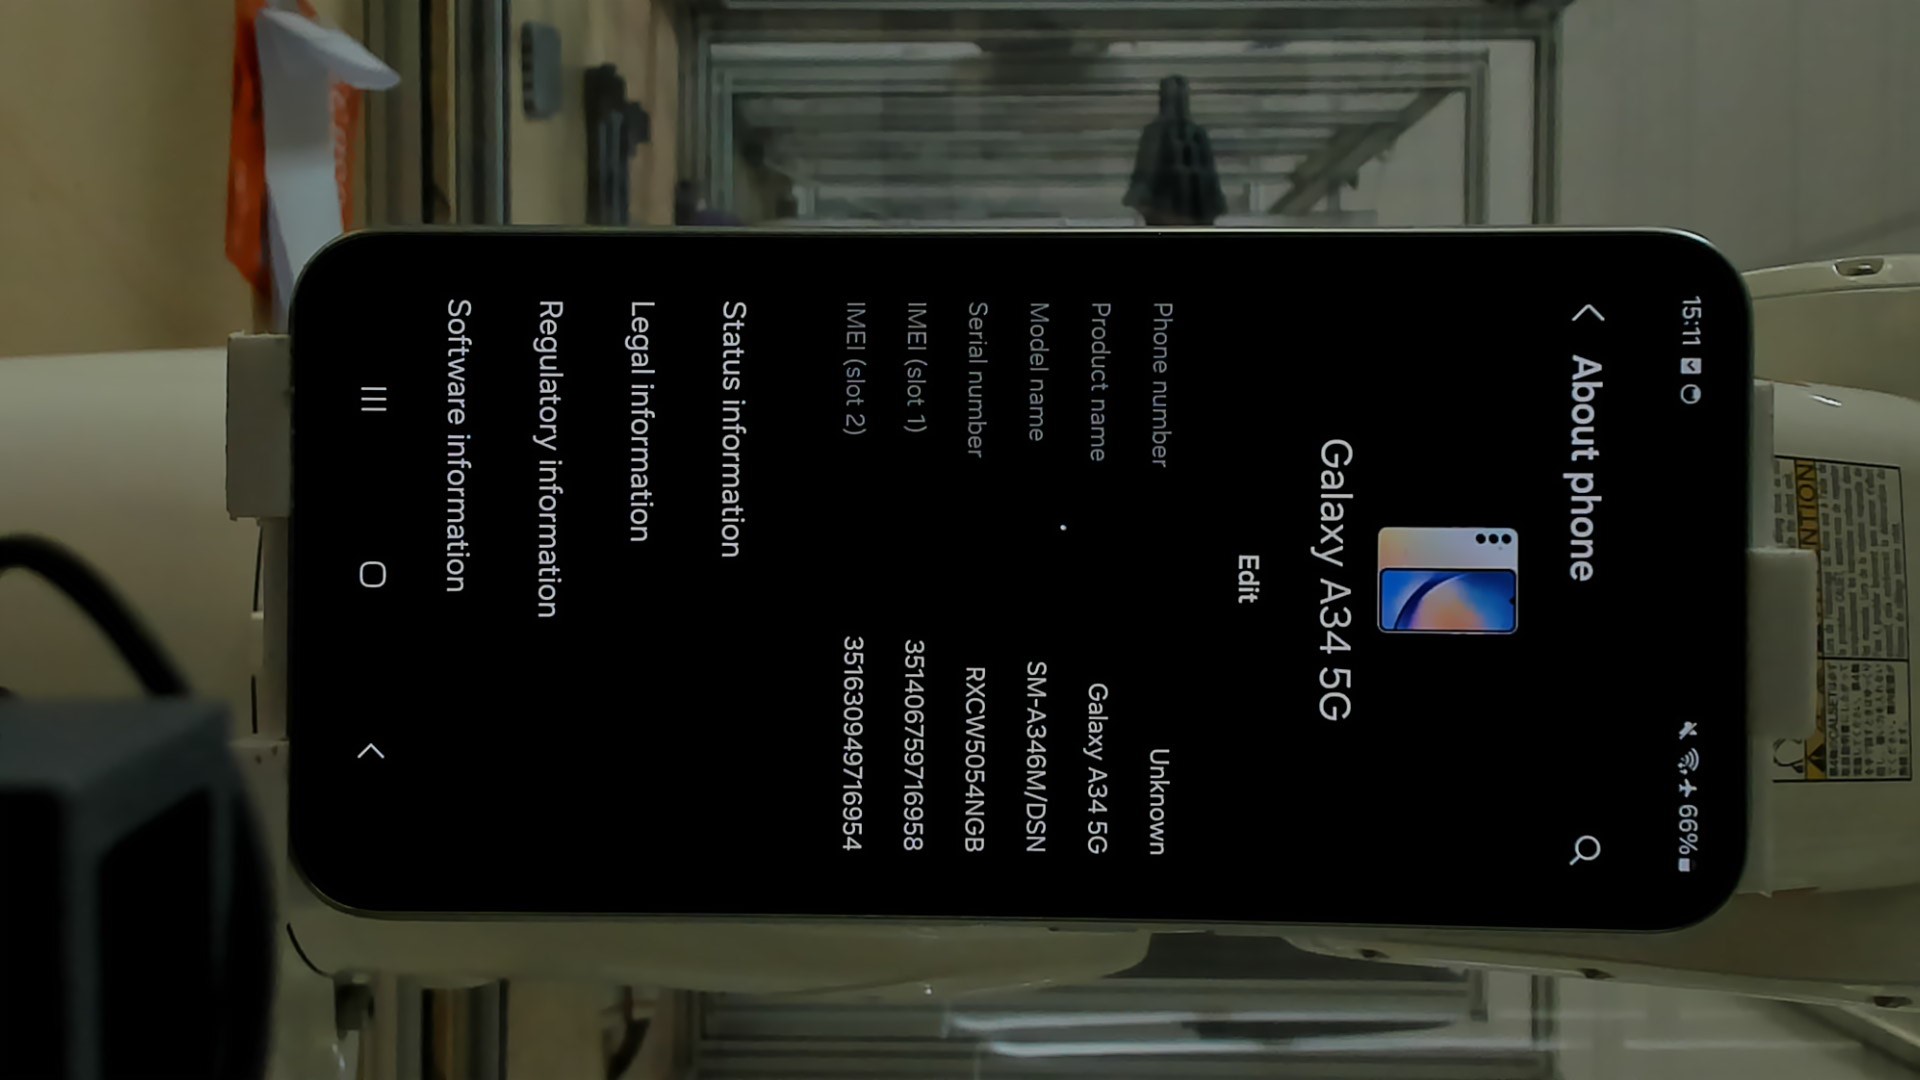 15:11 66%
About phone
Galaxy A34 5G
Edit
Phone number Unknown
Product name Galaxy A34 5G
Model name SM-A346M/DSN
Serial number RXCW5054NGB
IMEI (slot 1) 351406759716958
IMEI (slot 2) 351630949716954
Status information
Legal information
Regulatory information
Software information